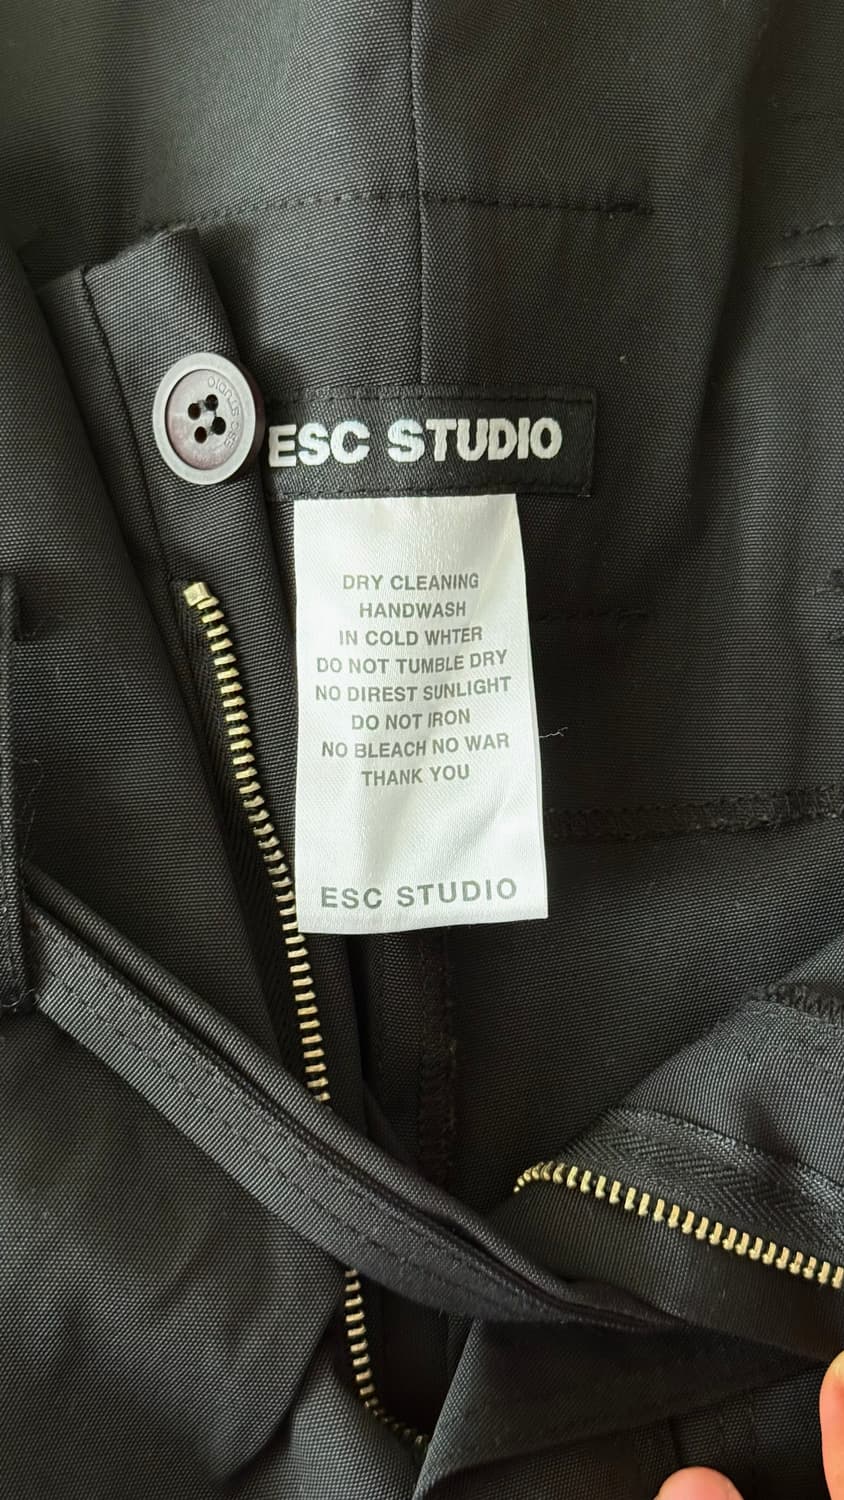 ESC STUDIO
DRY CLEANING
HANDWASH
IN COLD WHTER
DO NOT TUMBLE DRY
NO DIREST SUNLIGHT
DO NOT IRON
NO BLEACH NO WAR
THANK YOU
ESC STUDIO